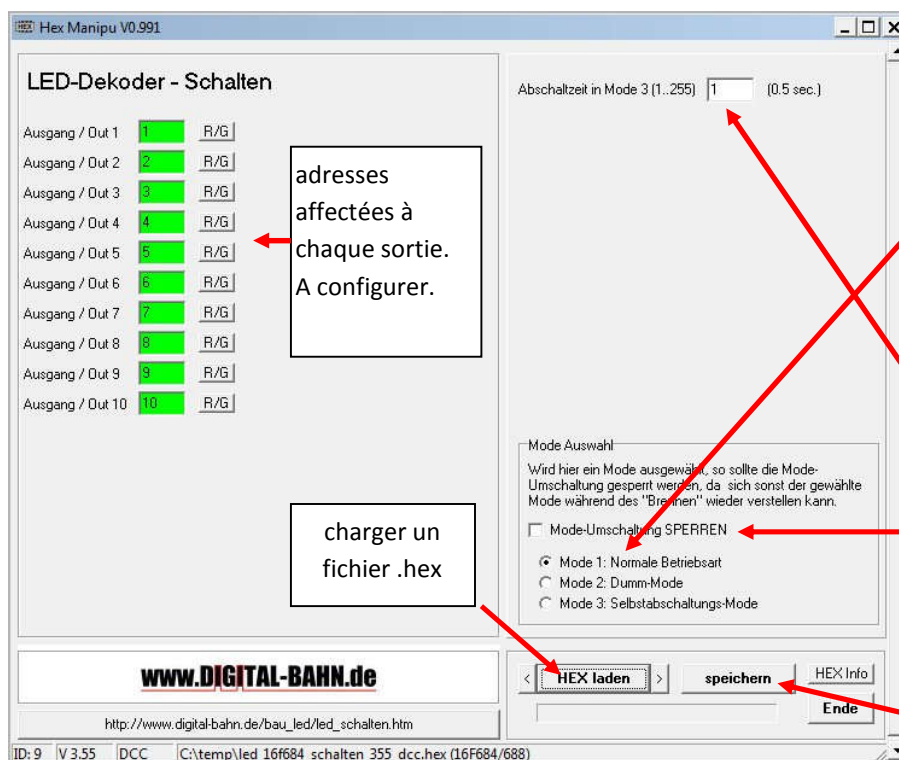 HEX Hex Manipu V0.991
LED-Dekoder - Schalten
Ausgang / Out 1 1 R/G
Ausgang / Out 2 2 R/G
Ausgang / Out 3 3 R/G
Ausgang / Out 4 4 R/G
Ausgang / Out 5 5 R/G
Ausgang / Out 6 6 R/G
Ausgang / Out 7 7 R/G
Ausgang / Out 8 8 R/G
Ausgang / Out 9 9 R/G
Ausgang / Out 10 10 R/G
adresses
affectées à
chaque sortie.
A configurer.
charger un
fichier .hex
Abschaltzeit in Mode 3 (1..255) 1 (0.5 sec.)
Mode Auswahl
Wird hier ein Mode ausgewählt, so sollte die Mode-
Umschaltung gesperrt werden, da sich sonst der gewählte
Mode während des "Brennen" wieder verstellen kann.
Mode-Umschaltung SPERREN
Mode 1: Normale Betriebsart
Mode 2: Dumm-Mode
Mode 3: Selbstabschaltungs-Mode
www.DIGITAL-BAHN.de
http://www.digital-bahn.de/bau_led/led_schalten.htm
< HEX laden > speichern HEX Info
Ende
ID: 9 V 3.55 DCC C:\temp\led_16f684_schalten_355_dcc.hex (16F684/688)